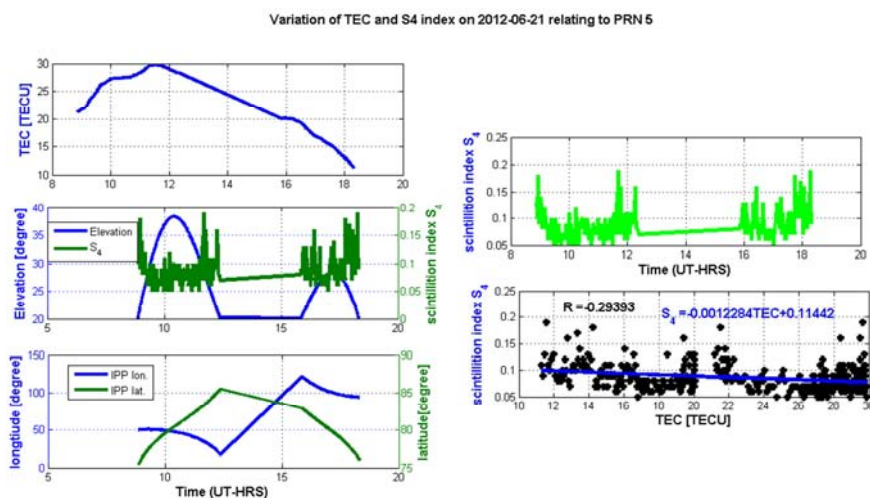 Variation of TEC and S4 index on 2012-06-21 relating to PRN 5
TEC [TECU]
30
25
20
15
10
8 10 12 14 16 18 20
Elevation [degree]
40
35
30
25
20
Elevation
S4
0.2
0.15
0.1
0.05
0
scintillition index S4
5 10 15 20
longtiude
150
100
50
0
IPP lon.
IPP lat.
90
85
80
75
latitude[degree]
5 10 15 20
Time (UT-HRS)
scintillition index S4
0.2
0.15
0.1
0.05
8 10 12 14 16 18 20
Time (UT-HRS)
scintillition index S4
0.2
0.15
0.1
0.05
R =-0.29393
S4 =-0.0012284TEC+0.11442
10 12 14 16 18 20 22 24 26 28 30
TEC [TECU]